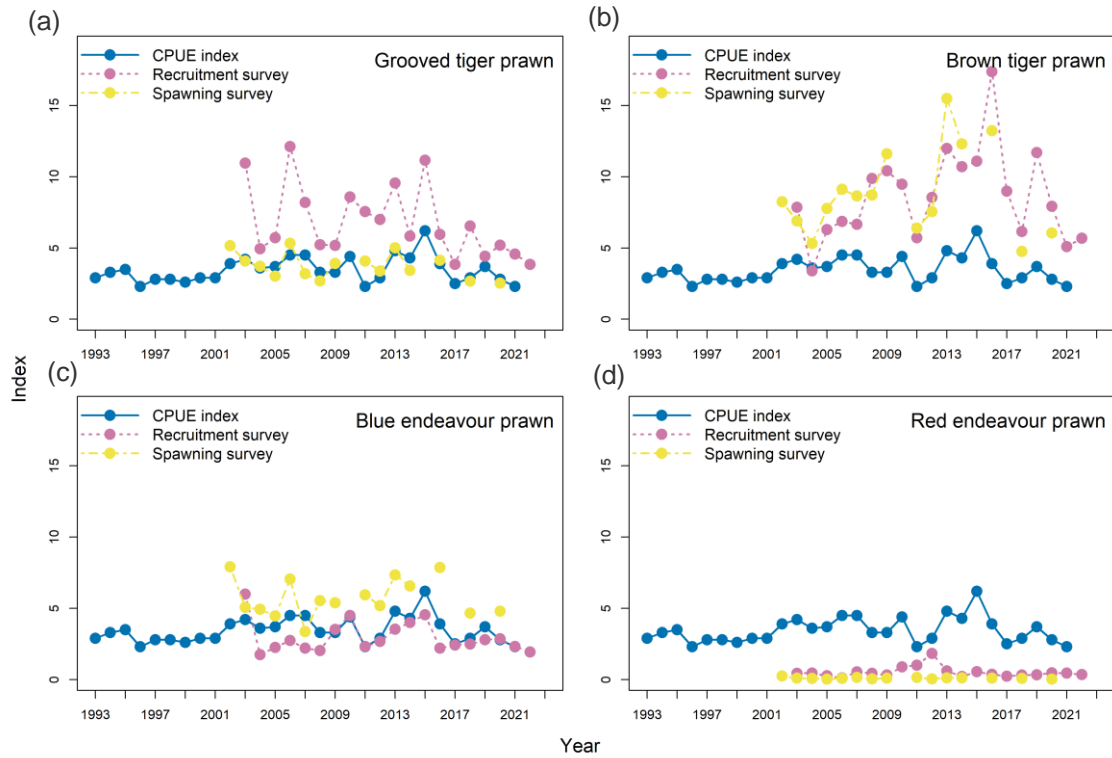 (a)
CPUE index
Recruitment survey
Spawning survey
Grooved tiger prawn
0 5 10 15
1993 1997 2001 2005 2009 2013 2017 2021
(b)
CPUE index
Recruitment survey
Spawning survey
Brown tiger prawn
0 5 10 15
1993 1997 2001 2005 2009 2013 2017 2021
(c)
CPUE index
Recruitment survey
Spawning survey
Blue endeavour prawn
0 5 10 15
1993 1997 2001 2005 2009 2013 2017 2021
(d)
CPUE index
Recruitment survey
Spawning survey
Red endeavour prawn
0 5 10 15
1993 1997 2001 2005 2009 2013 2017 2021
Index
Year